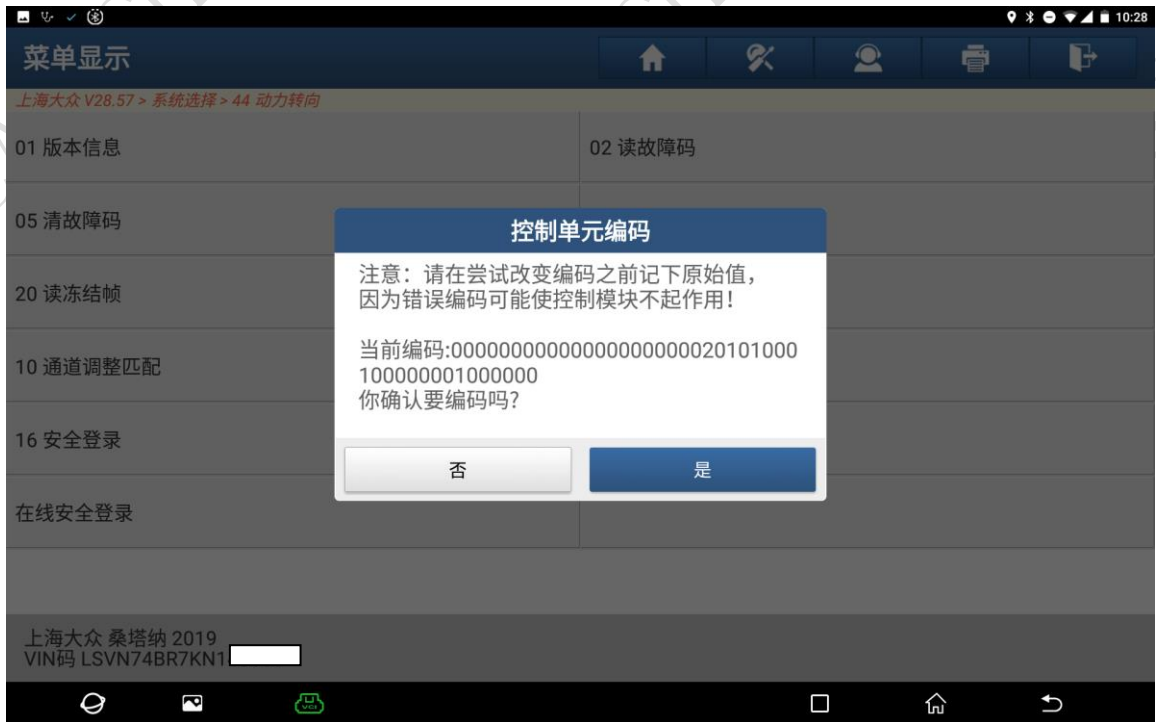 10:28
菜单显示
上海大众 V28.57 > 系统选择 > 44 动力转向
01 版本信息
02 读故障码
05 清故障码
20 读冻结帧
10 通道调整匹配
16 安全登录
在线安全登录
控制单元编码
注意：请在尝试改变编码之前记下原始值，
因为错误编码可能使控制模块不起作用！
当前编码:00000000000000000000020101000
100000001000000
你确认要编码吗?
否
是
上海大众 桑塔纳 2019
VIN码 LSVN74BR7KN1
VCI